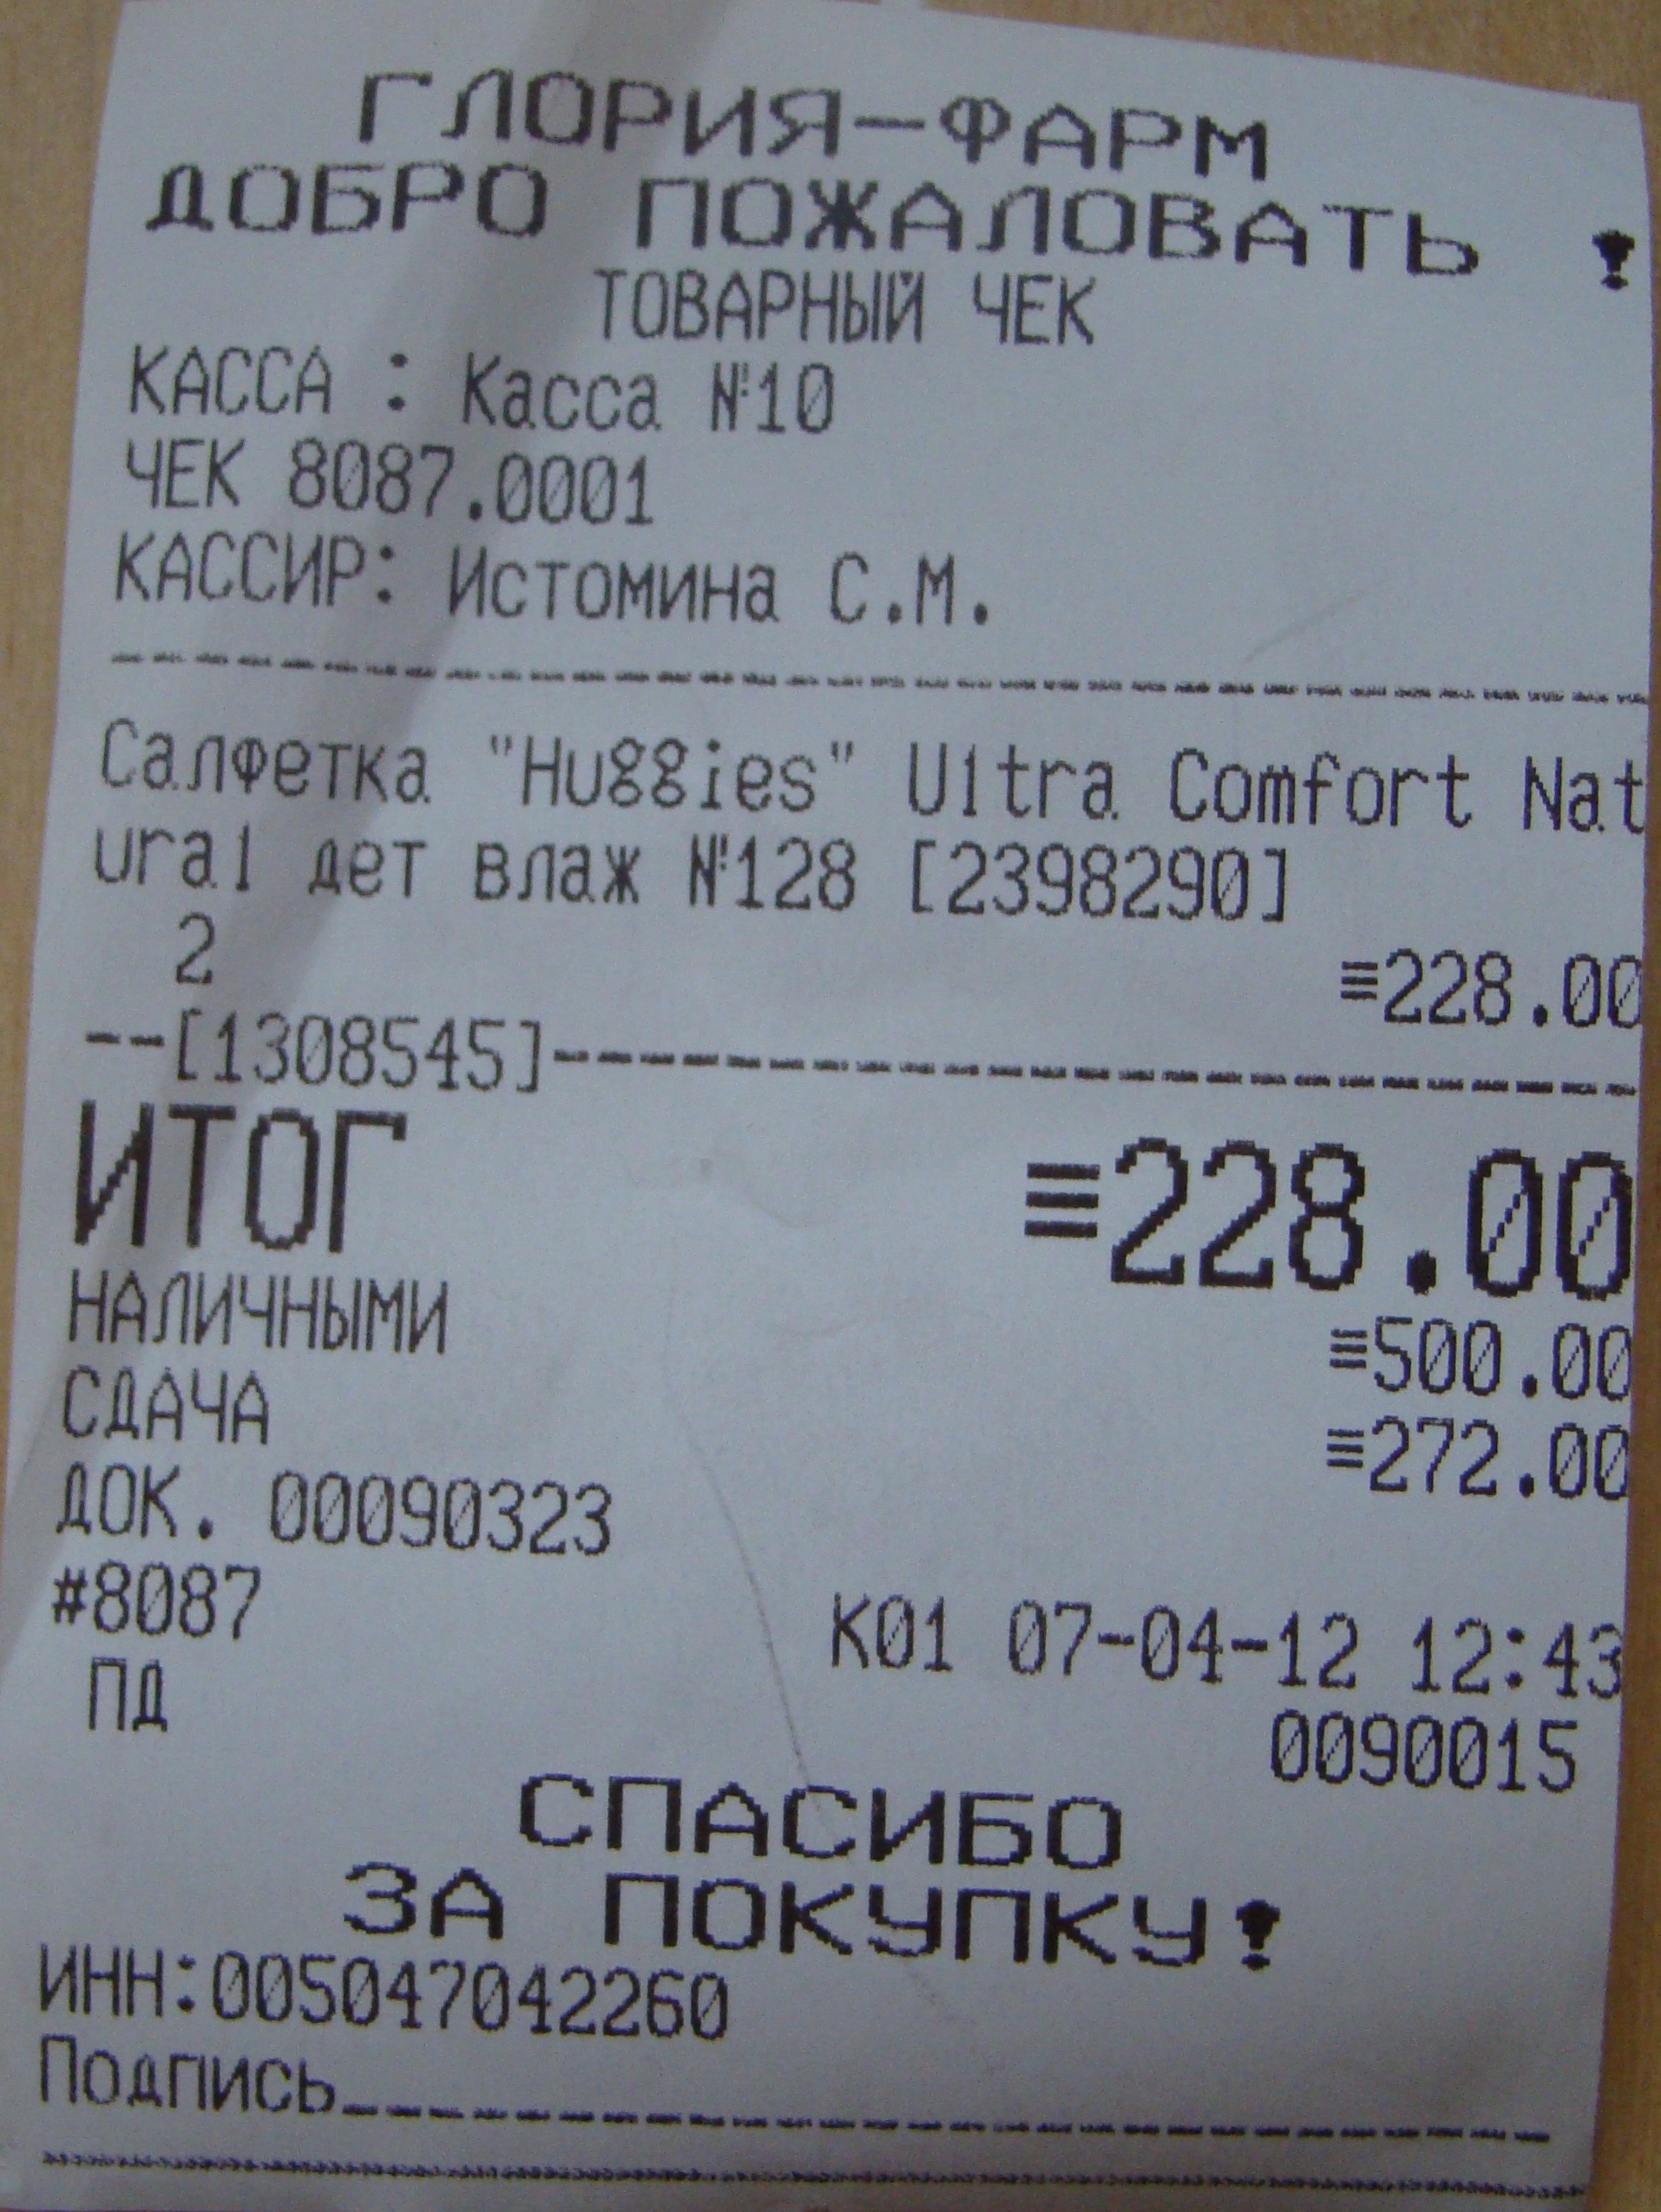 ГЛОРИЯ-ФАРМ
ДОБРО ПОЖАЛОВАТЬ !
ТОВАРНЫЙ ЧЕК
КАССА : Касса №10
ЧЕК 8087.0001
КАССИР: Истомина С.М.
Салфетка "Huggies" Ultra Comfort Nat
ural дет влаж №128 [2398290]
2 ≡228.00
--[1308545]--------------------------
ИТОГ ≡228.00
НАЛИЧНЫМИ ≡500.00
СДАЧА ≡272.00
ДОК. 00090323
#8087 К01 07-04-12 12:43
ПД 0090015
СПАСИБО
ЗА ПОКУПКУ!
ИНН:005047042260
Подпись____________________________